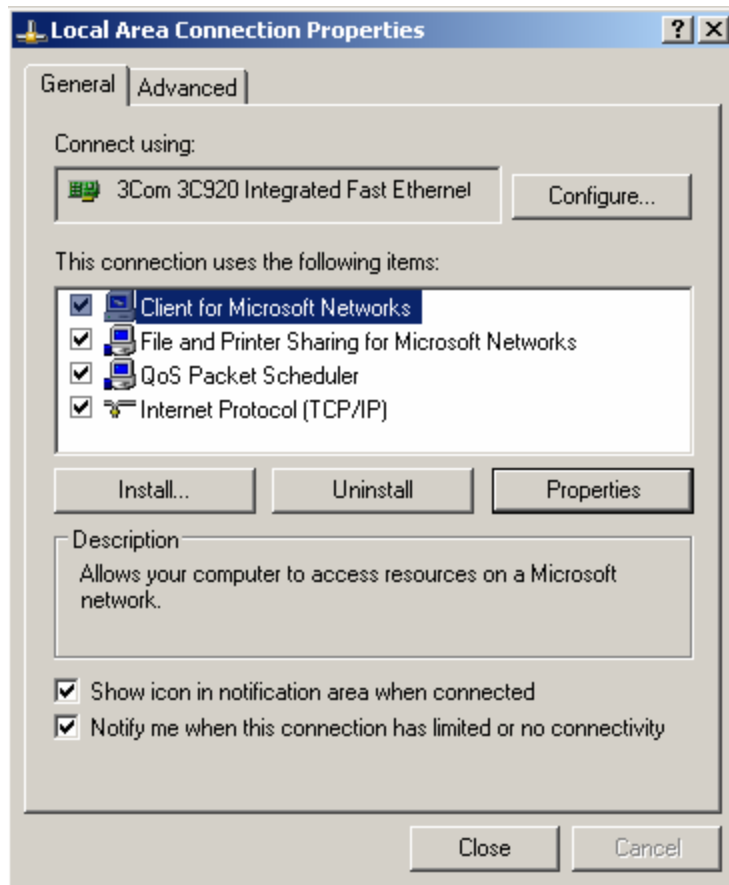 Local Area Connection Properties
General
Advanced
Connect using:
3Com 3C920 Integrated Fast Ethernet
Configure...
This connection uses the following items:
Client for Microsoft Networks
File and Printer Sharing for Microsoft Networks
QoS Packet Scheduler
Internet Protocol (TCP/IP)
Install...
Uninstall
Properties
Description
Allows your computer to access resources on a Microsoft
network.
Show icon in notification area when connected
Notify me when this connection has limited or no connectivity
Close
Cancel